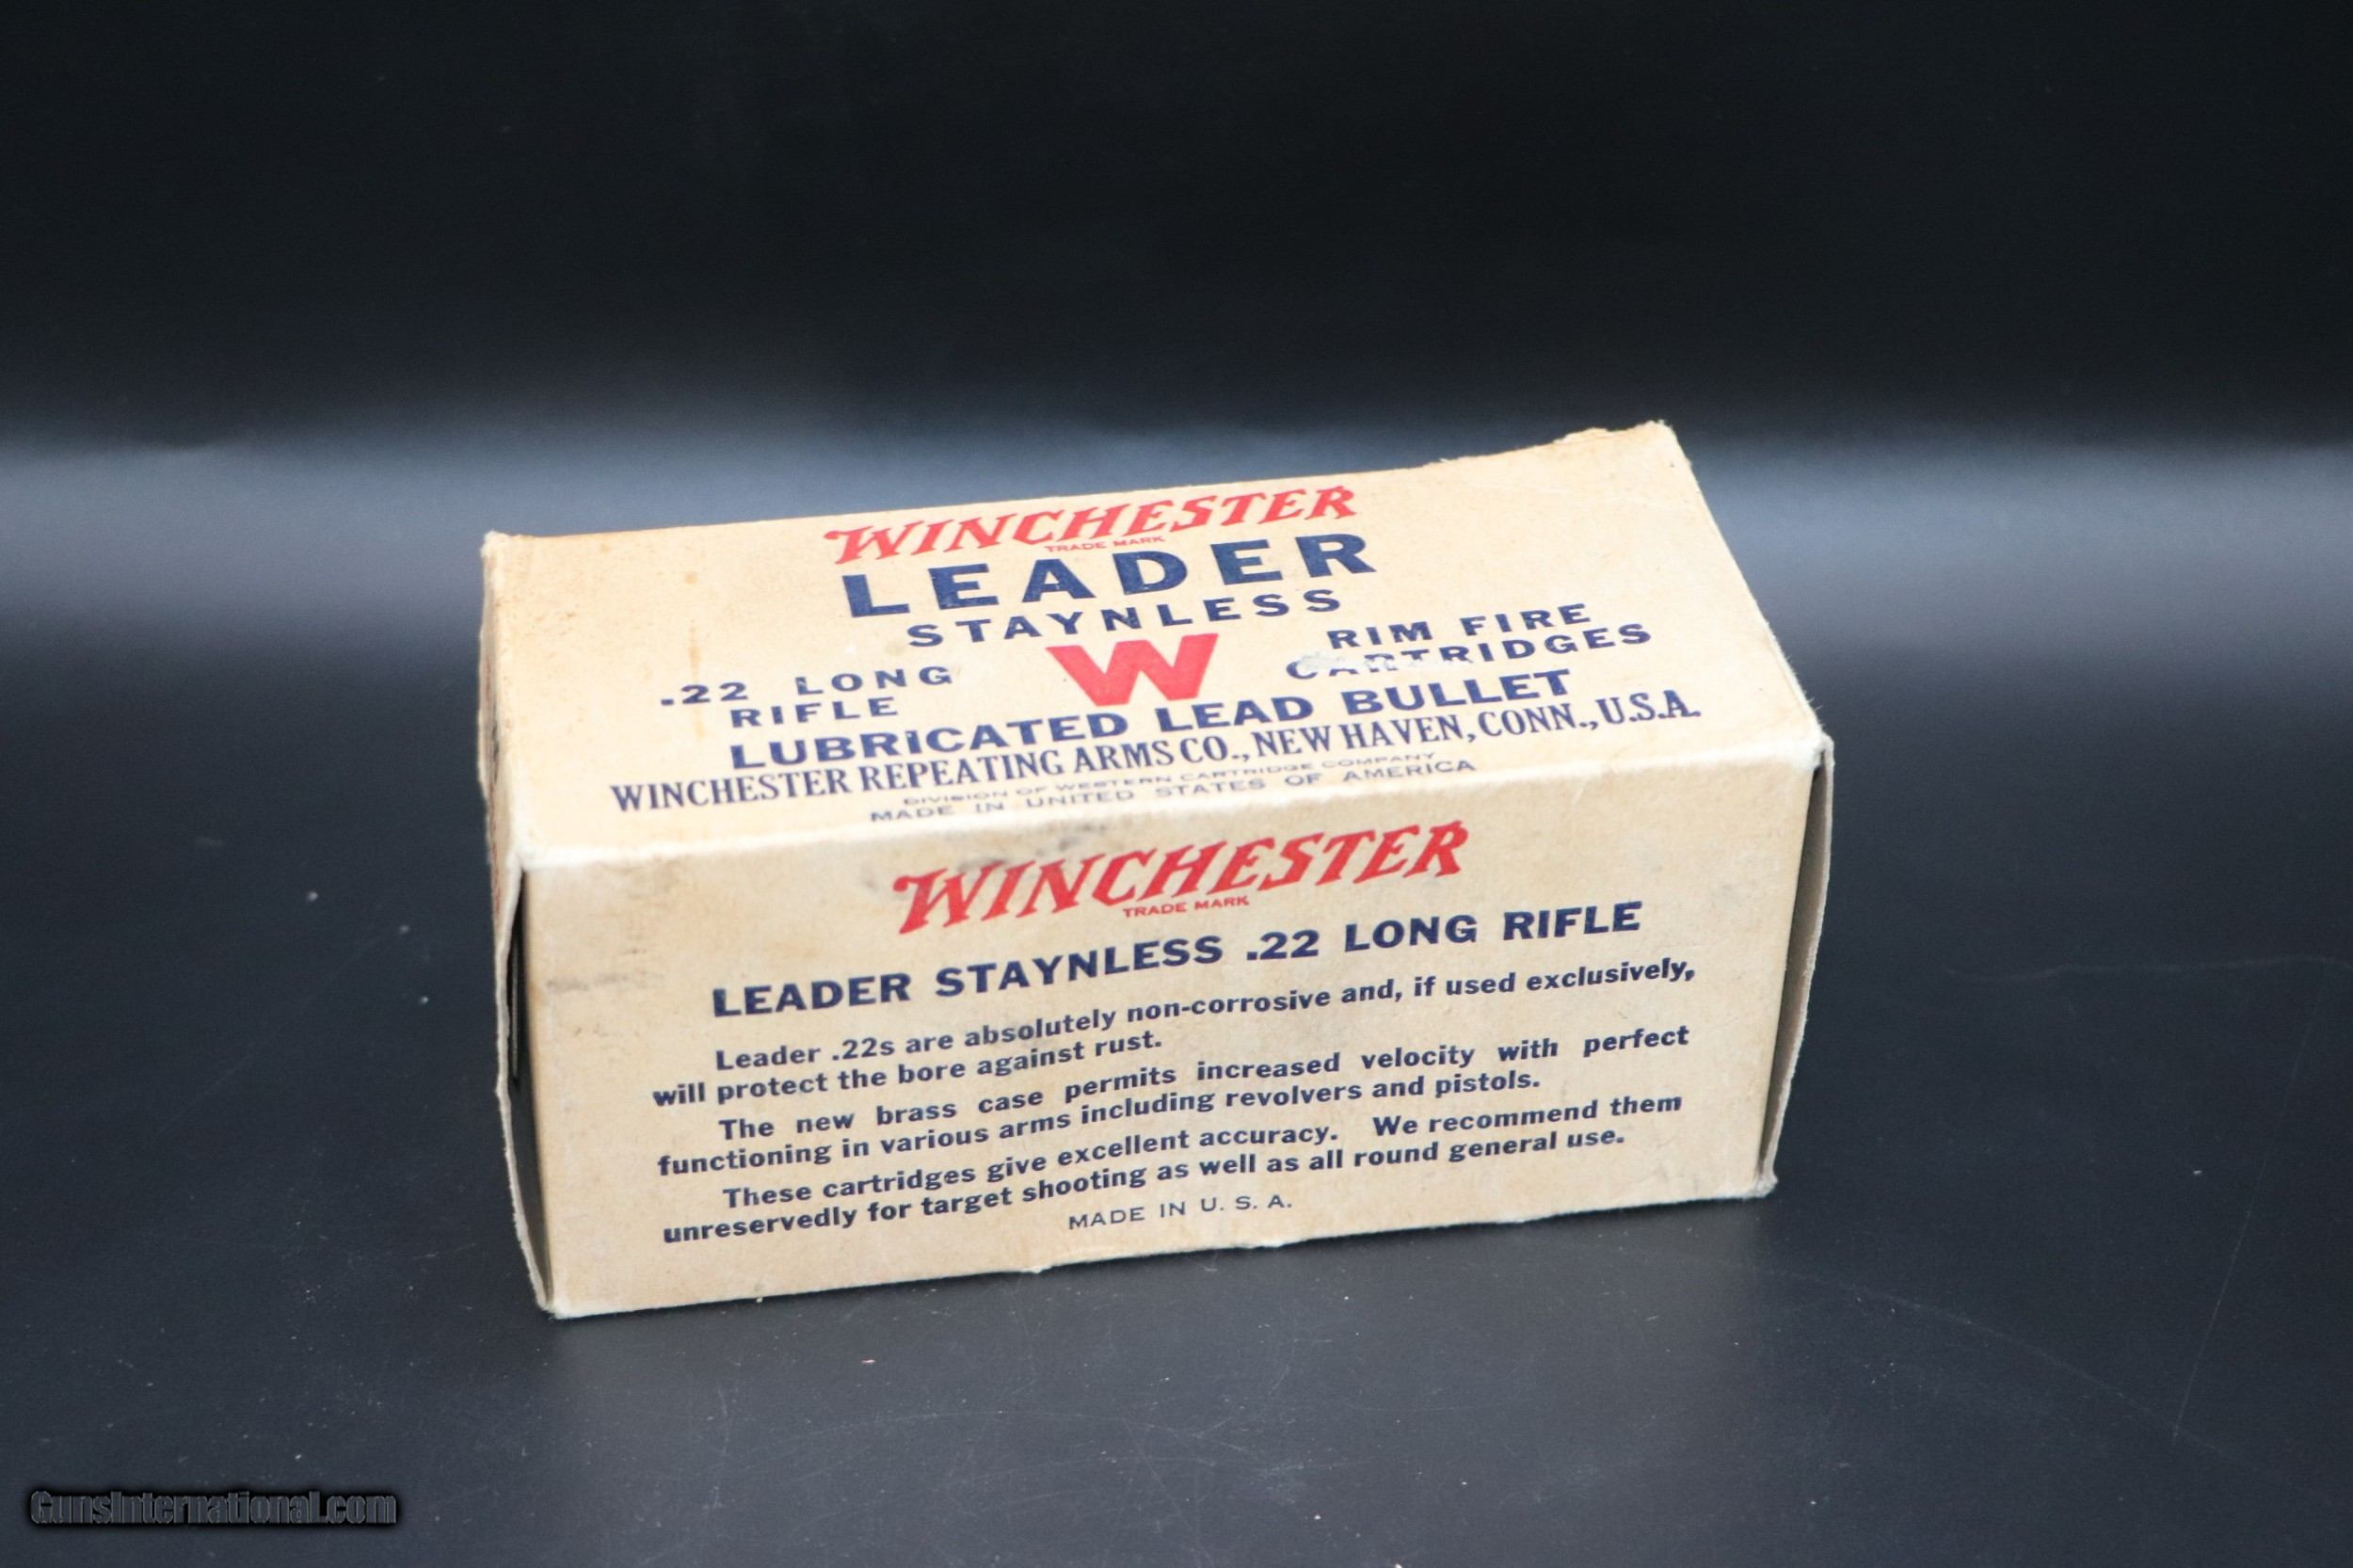 WINCHESTER
TRADE MARK
LEADER
STAYNLESS
.22 LONG
RIFLE
W
RIM FIRE
CARTRIDGES
LUBRICATED LEAD BULLET
WINCHESTER REPEATING ARMS CO., NEW HAVEN, CONN., U.S.A.
DIVISION OF WESTERN CARTRIDGE COMPANY
MADE IN UNITED STATES OF AMERICA
WINCHESTER
TRADE MARK
LEADER STAYNLESS .22 LONG RIFLE
Leader .22s are absolutely non-corrosive and, if used exclusively,
will protect the bore against rust.
The new brass case permits increased velocity with perfect
functioning in various arms including revolvers and pistols.
These cartridges give excellent accuracy. We recommend them
unreservedly for target shooting as well as all round general use.
MADE IN U. S. A.
GunsInternational.com